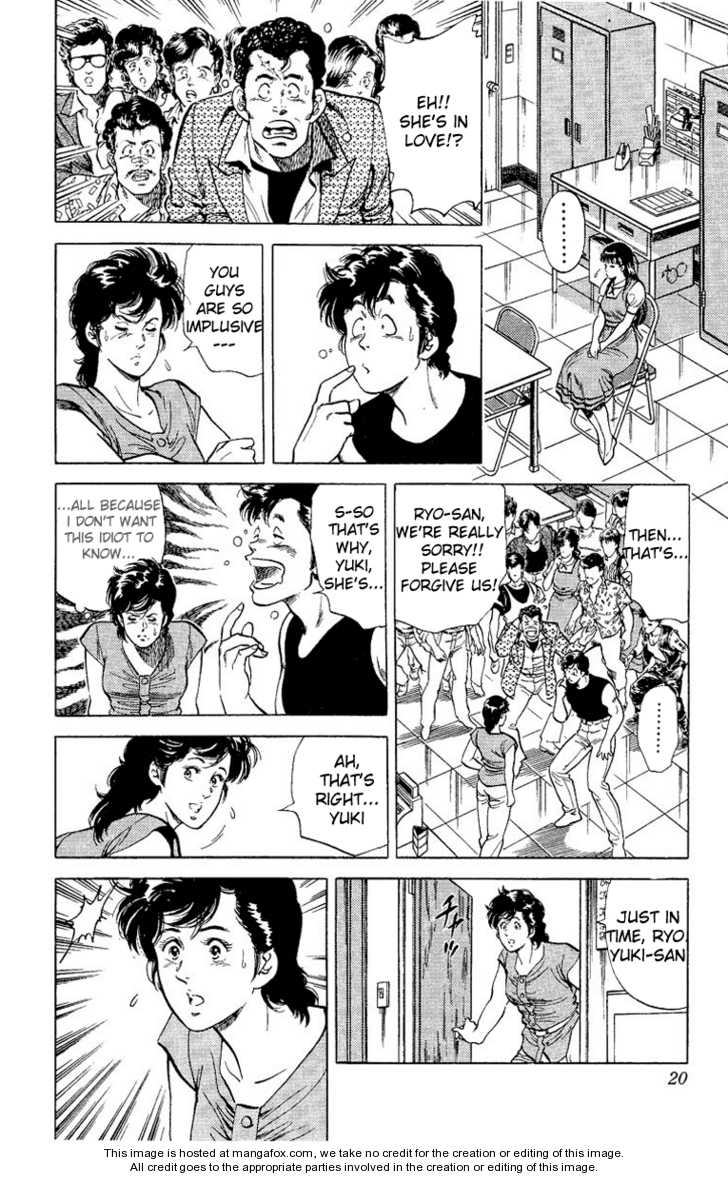 EH!!
SHE'S IN
LOVE!?
......
YOU
GUYS
ARE SO
IMPLUSIVE
---
THEN...
THAT'S...
RYO-SAN,
WE'RE REALLY
SORRY!!
PLEASE
FORGIVE US!
......
S-SO
THAT'S
WHY,
YUKI,
SHE'S...
...ALL BECAUSE
I DON'T WANT
THIS IDIOT TO
KNOW...
AH,
THAT'S
RIGHT...
YUKI
JUST IN
TIME, RYO.
YUKI-SAN
ガチャッ
20
This image is hosted at mangafox.com, we take no credit for the creation or editing of this image.
All credit goes to the appropriate parties involved in the creation or editing of this image.